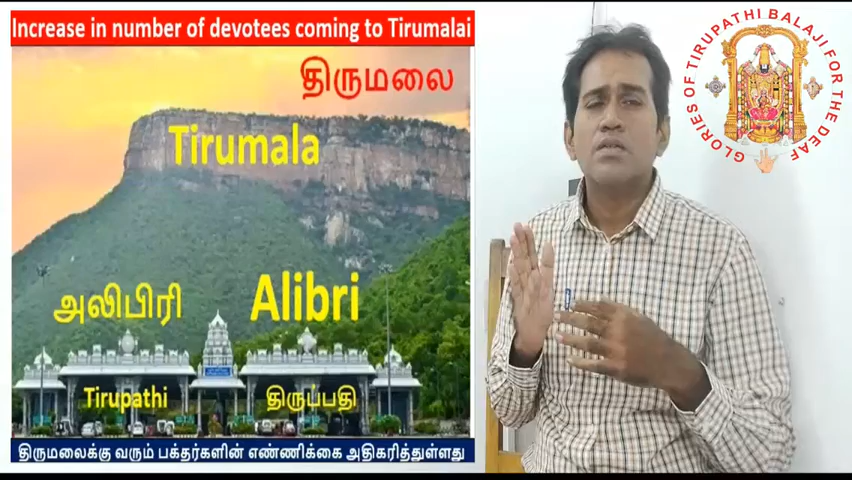 Increase in number of devotees coming to Tirumalai
திருமலை
Tirumala
அலிபிரி
Alibri
Tirupathi
திருப்பதி
திருமலைக்கு வரும் பக்தர்களின் எண்ணிக்கை அதிகரித்துள்ளது
GLORIES OF TIRUPATHI BALAJI FOR THE DEAF